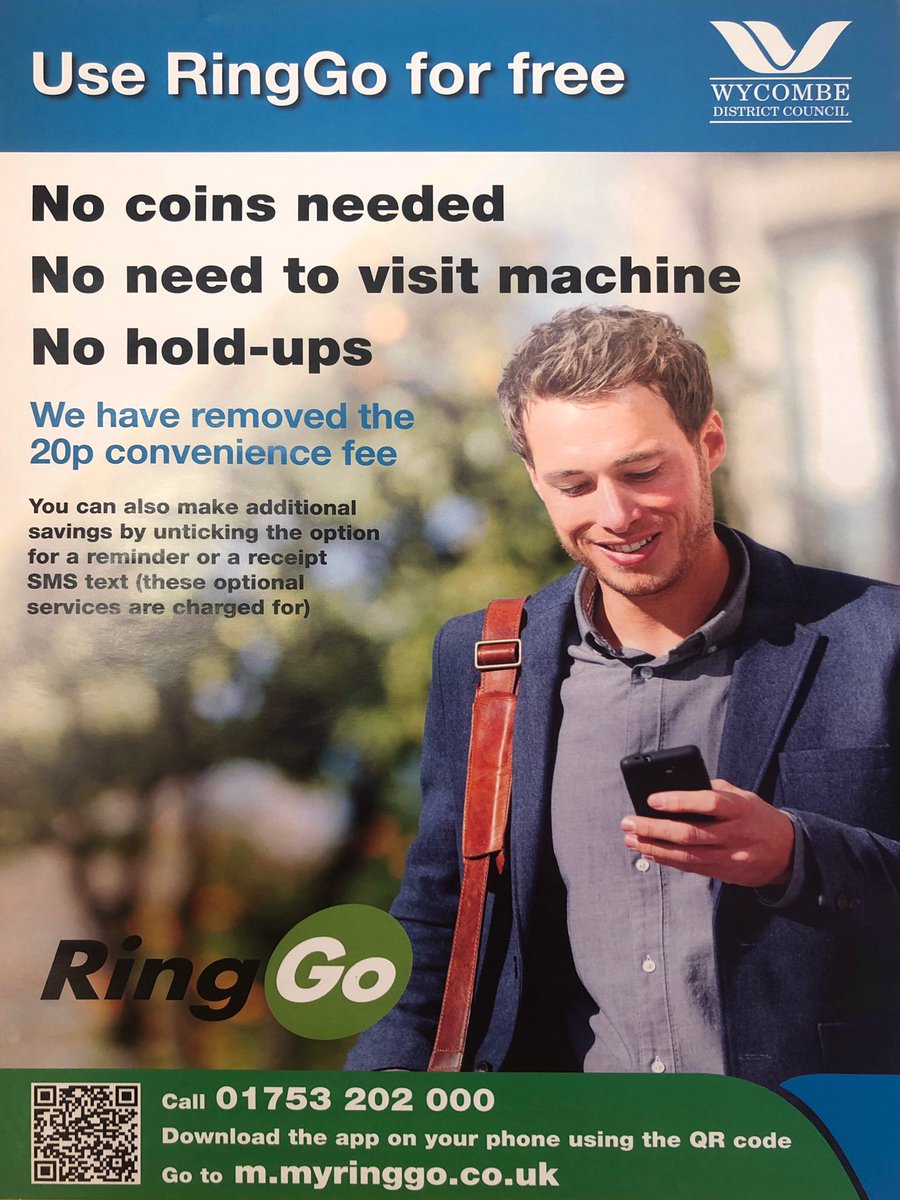 Use RingGo for free
WYCOMBE
DISTRICT COUNCIL
No coins needed
No need to visit machine
No hold-ups
We have removed the
20p convenience fee
You can also make additional
savings by unticking the option
for a reminder or a receipt
SMS text (these optional
services are charged for)
RingGo
Call 01753 202 000
Download the app on your phone using the QR code
Go to m.myringgo.co.uk